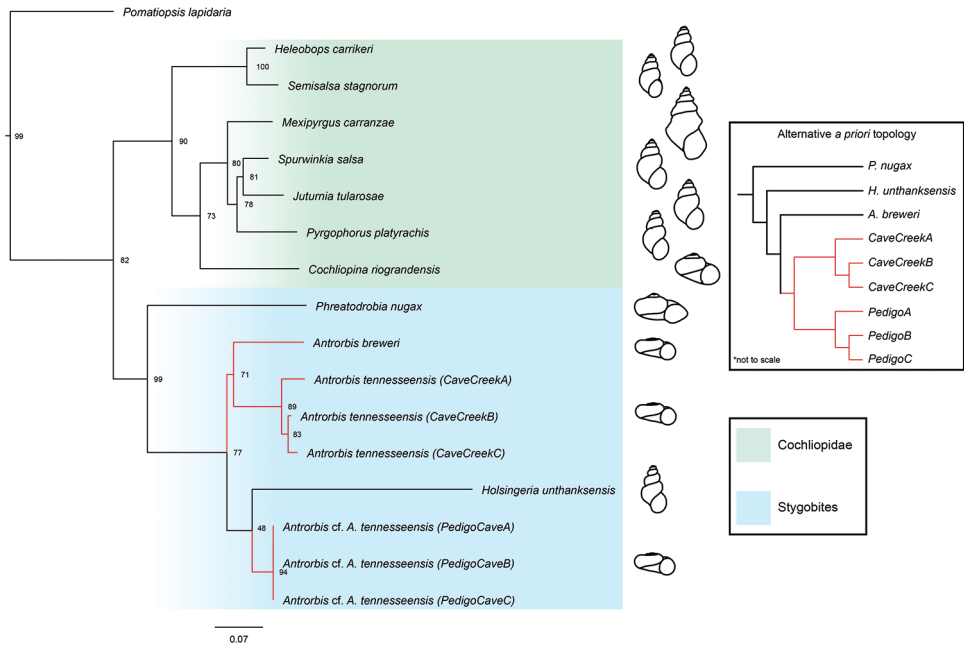 Pomatiopsis lapidaria
Heleobops carrikeri
100
Semisalsa stagnorum
99
90
Mexipyrgus carranzae
80
Spurwinkia salsa
81
Juturnia tularosae
78
73
Pyrgophorus platyrachis
82
Cochliopina riograndensis
Phreatodrobia nugax
Antrorbis breweri
71
99
Antrorbis tennesseensis (CaveCreekA)
89
Antrorbis tennesseensis (CaveCreekB)
83
77
Antrorbis tennesseensis (CaveCreekC)
Holsingeria unthanksensis
48
Antrorbis cf. A. tennesseensis (PedigoCaveA)
Antrorbis cf. A. tennesseensis (PedigoCaveB)
94
Antrorbis cf. A. tennesseensis (PedigoCaveC)
0.07
Alternative a priori topology
P. nugax
H. unthanksensis
A. breweri
CaveCreekA
CaveCreekB
CaveCreekC
PedigoA
PedigoB
PedigoC
*not to scale
Cochliopidae
Stygobites